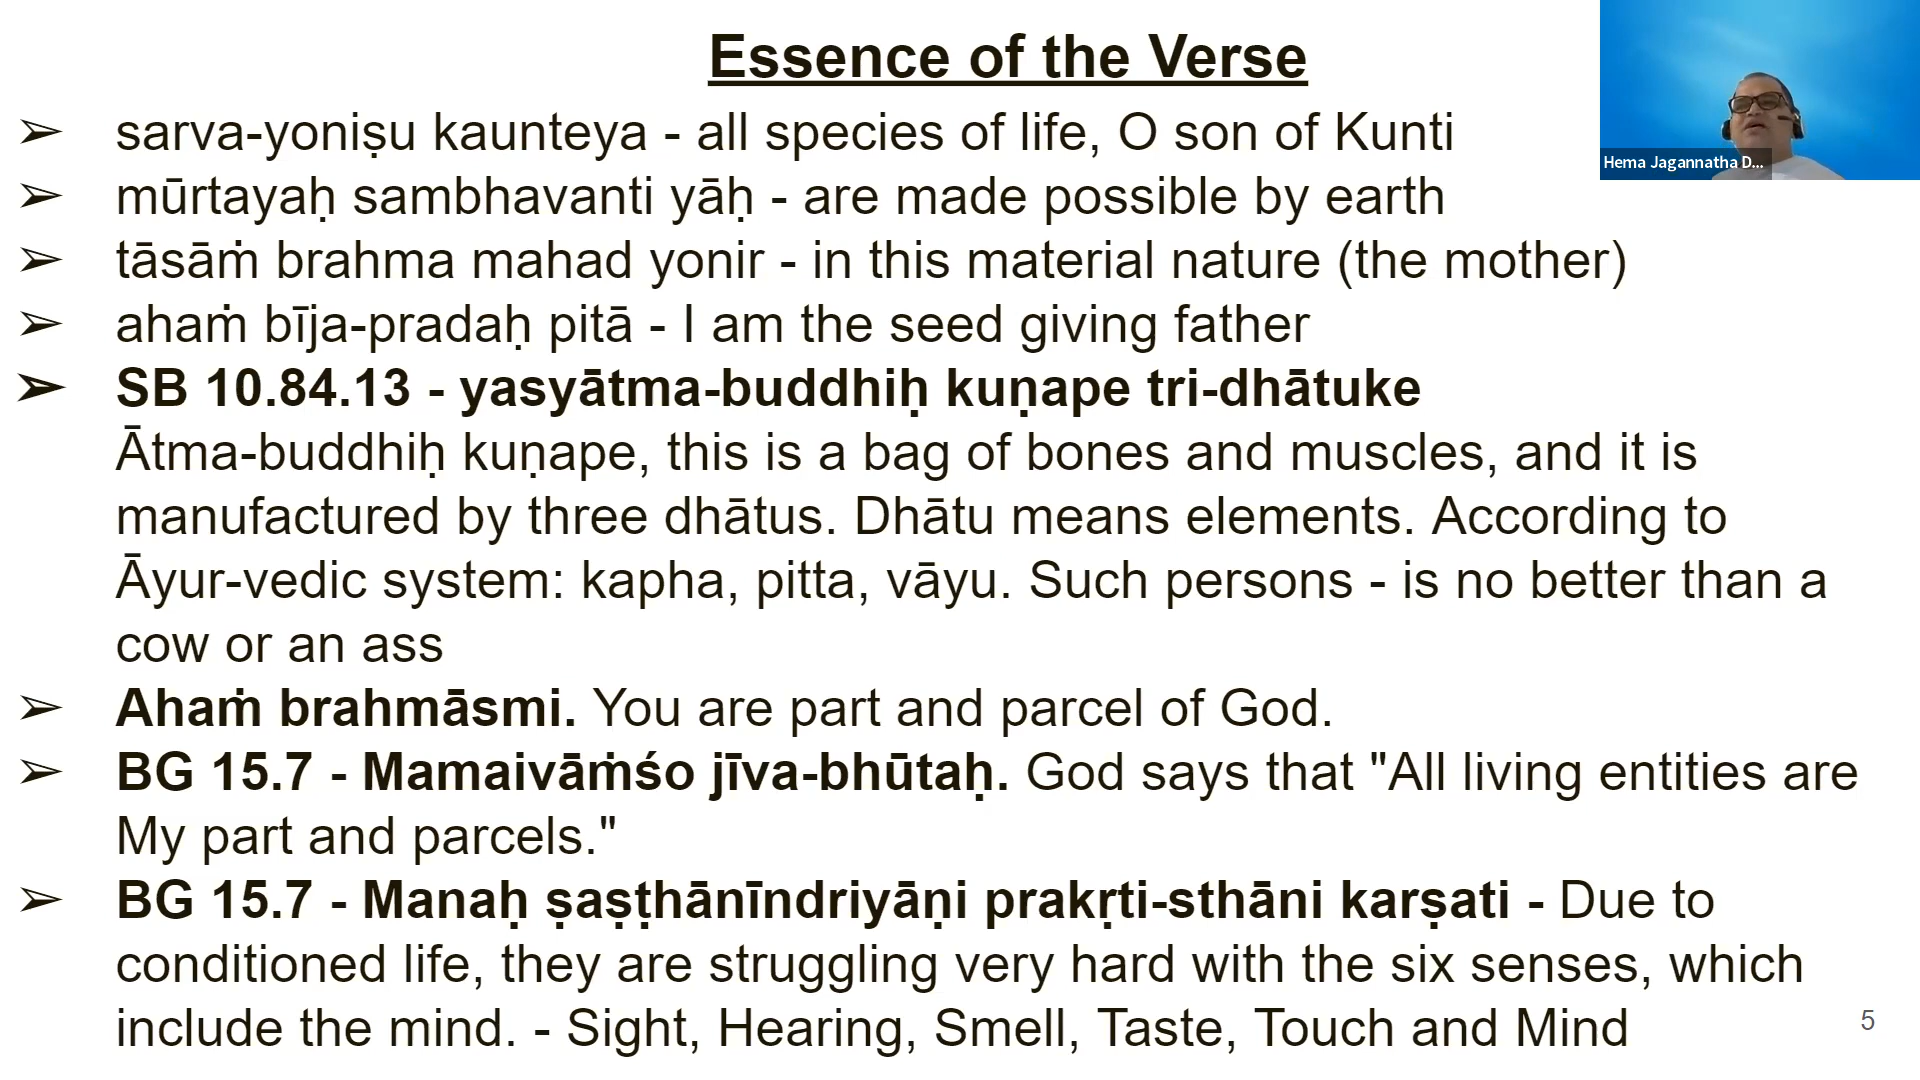 Essence of the Verse
Hema Jagannatha D...
➢ sarva-yoniṣu kaunteya - all species of life, O son of Kunti
➢ mūrtayaḥ sambhavanti yāḥ - are made possible by earth
➢ tāsāṁ brahma mahad yonir - in this material nature (the mother)
➢ ahaṁ bīja-pradaḥ pitā - I am the seed giving father
➢ SB 10.84.13 - yasyātma-buddhiḥ kuṇape tri-dhātuke
Ātma-buddhiḥ kuṇape, this is a bag of bones and muscles, and it is
manufactured by three dhātus. Dhātu means elements. According to
Āyur-vedic system: kapha, pitta, vāyu. Such persons - is no better than a
cow or an ass
➢ Ahaṁ brahmāsmi. You are part and parcel of God.
➢ BG 15.7 - Mamaivāṁśo jīva-bhūtaḥ. God says that "All living entities are
My part and parcels."
➢ BG 15.7 - Manaḥ ṣaṣṭhānīndriyāṇi prakṛti-sthāni karṣati - Due to
conditioned life, they are struggling very hard with the six senses, which
include the mind. - Sight, Hearing, Smell, Taste, Touch and Mind
5